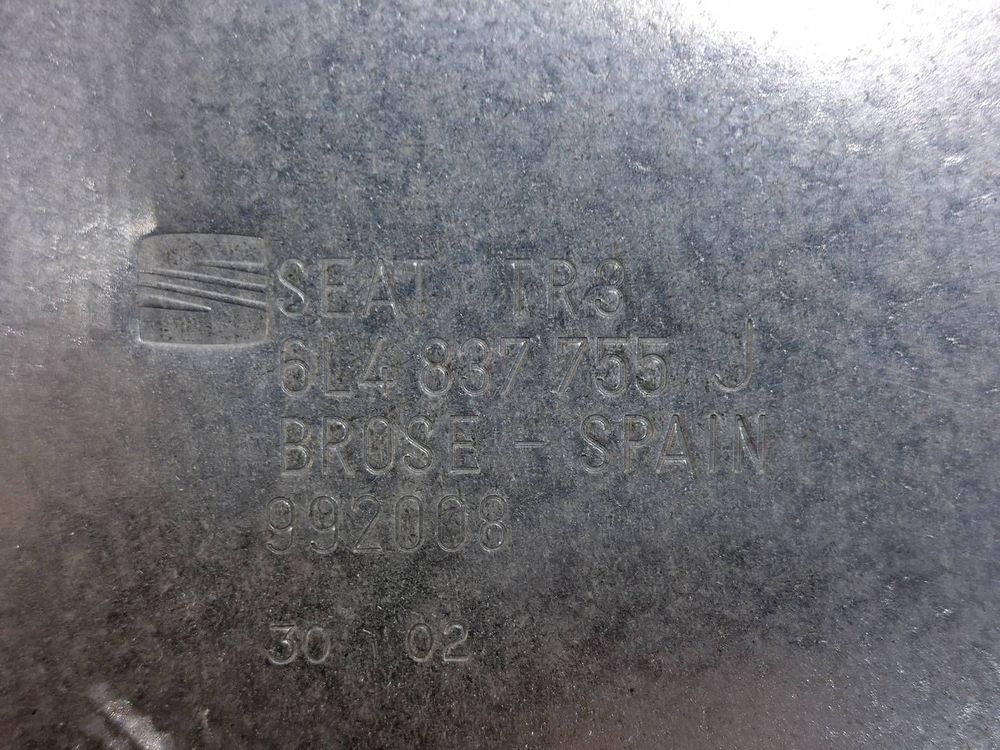 SEAT TR3
6L4 837 755 J
BROSE - SPAIN
992008
30 02